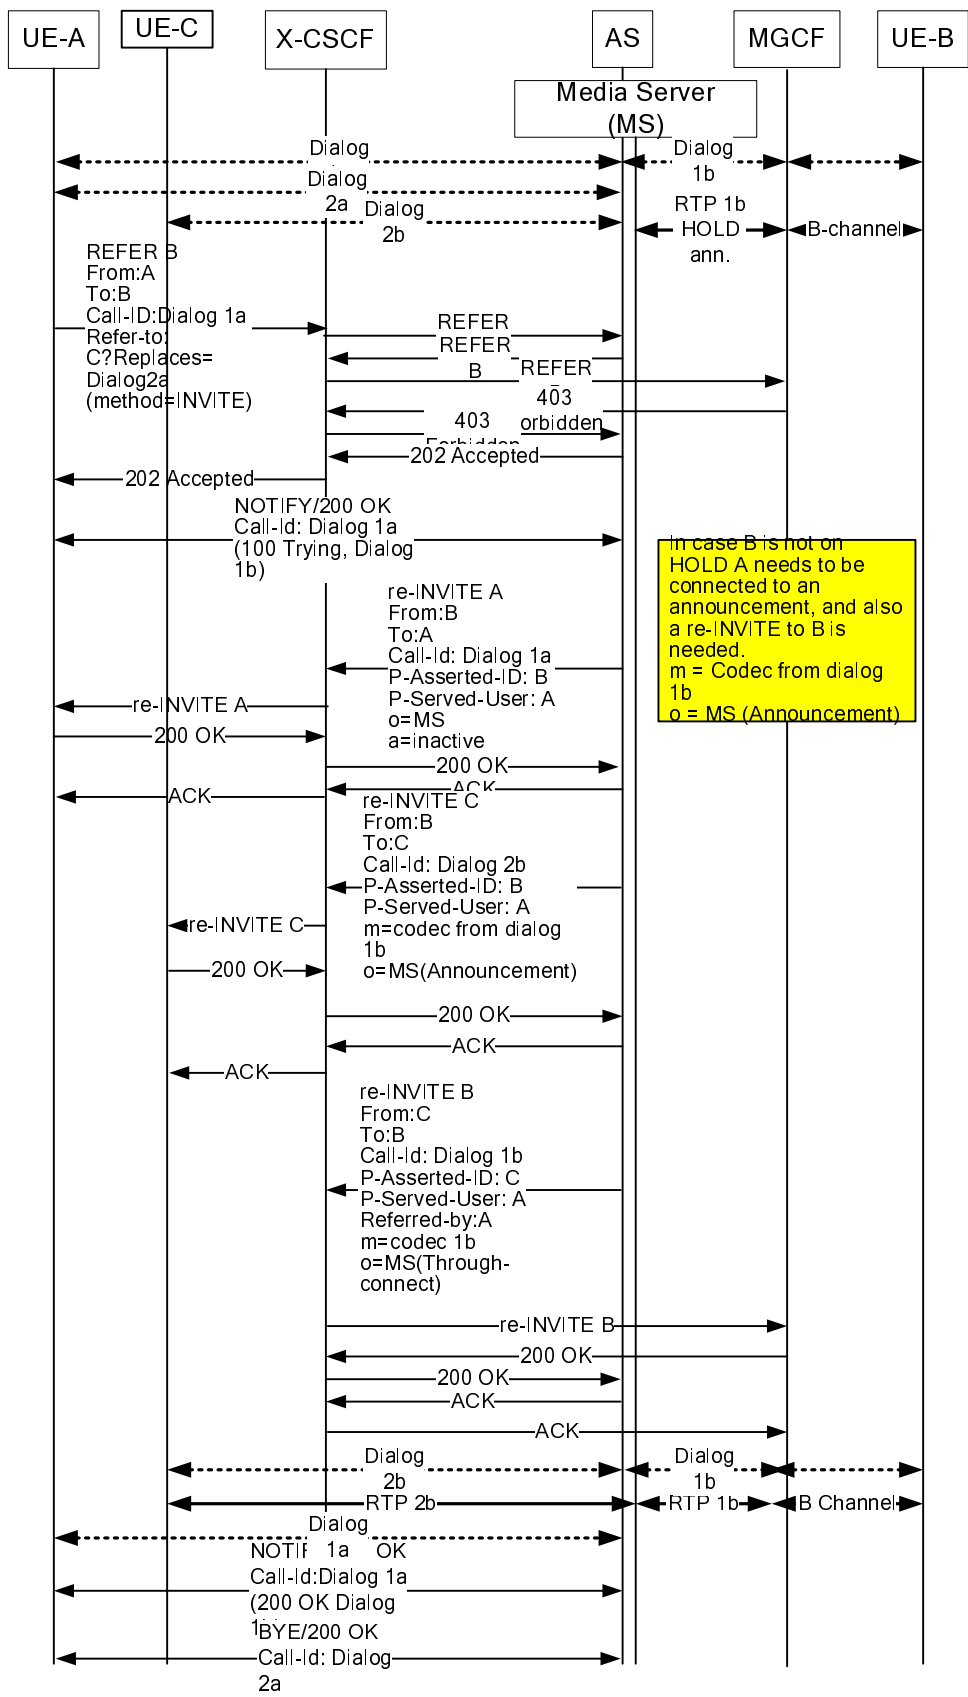 UE-A
UE-C
X-CSCF
AS
MGCF
UE-B
Media Server
(MS)
Dialog
Dialog
1b
Dialog
2a
Dialog
2b
RTP 1b
HOLD
ann.
B-channel
REFER B
From:A
To:B
Call-ID:Dialog 1a
Refer-to:
C?Replaces=
Dialog2a
(method=INVITE)
REFER
REFER
B
REFER
403
orbidden
403
202 Accepted
202 Accepted
NOTIFY/200 OK
Call-Id: Dialog 1a
(100 Trying, Dialog
1b)
In case B is not on
HOLD A needs to be
connected to an
announcement, and also
a re-INVITE to B is
needed.
m = Codec from dialog
1b
o = MS (Announcement)
re-INVITE A
From:B
To:A
Call-Id: Dialog 1a
P-Asserted-ID: B
P-Served-User: A
o=MS
a=inactive
re-INVITE A
200 OK
200 OK
ACK
ACK
re-INVITE C
From:B
To:C
Call-Id: Dialog 2b
P-Asserted-ID: B
P-Served-User: A
m=codec from dialog
1b
o=MS(Announcement)
re-INVITE C
200 OK
200 OK
ACK
ACK
re-INVITE B
From:C
To:B
Call-Id: Dialog 1b
P-Asserted-ID: C
P-Served-User: A
Referred-by:A
m=codec 1b
o=MS(Through-
connect)
re-INVITE B
200 OK
200 OK
ACK
ACK
Dialog
2b
Dialog
1b
RTP 2b
RTP 1b
B Channel
Dialog
1a
OK
Call-Id:Dialog 1a
(200 OK Dialog
BYE/200 OK
Call-Id: Dialog
2a